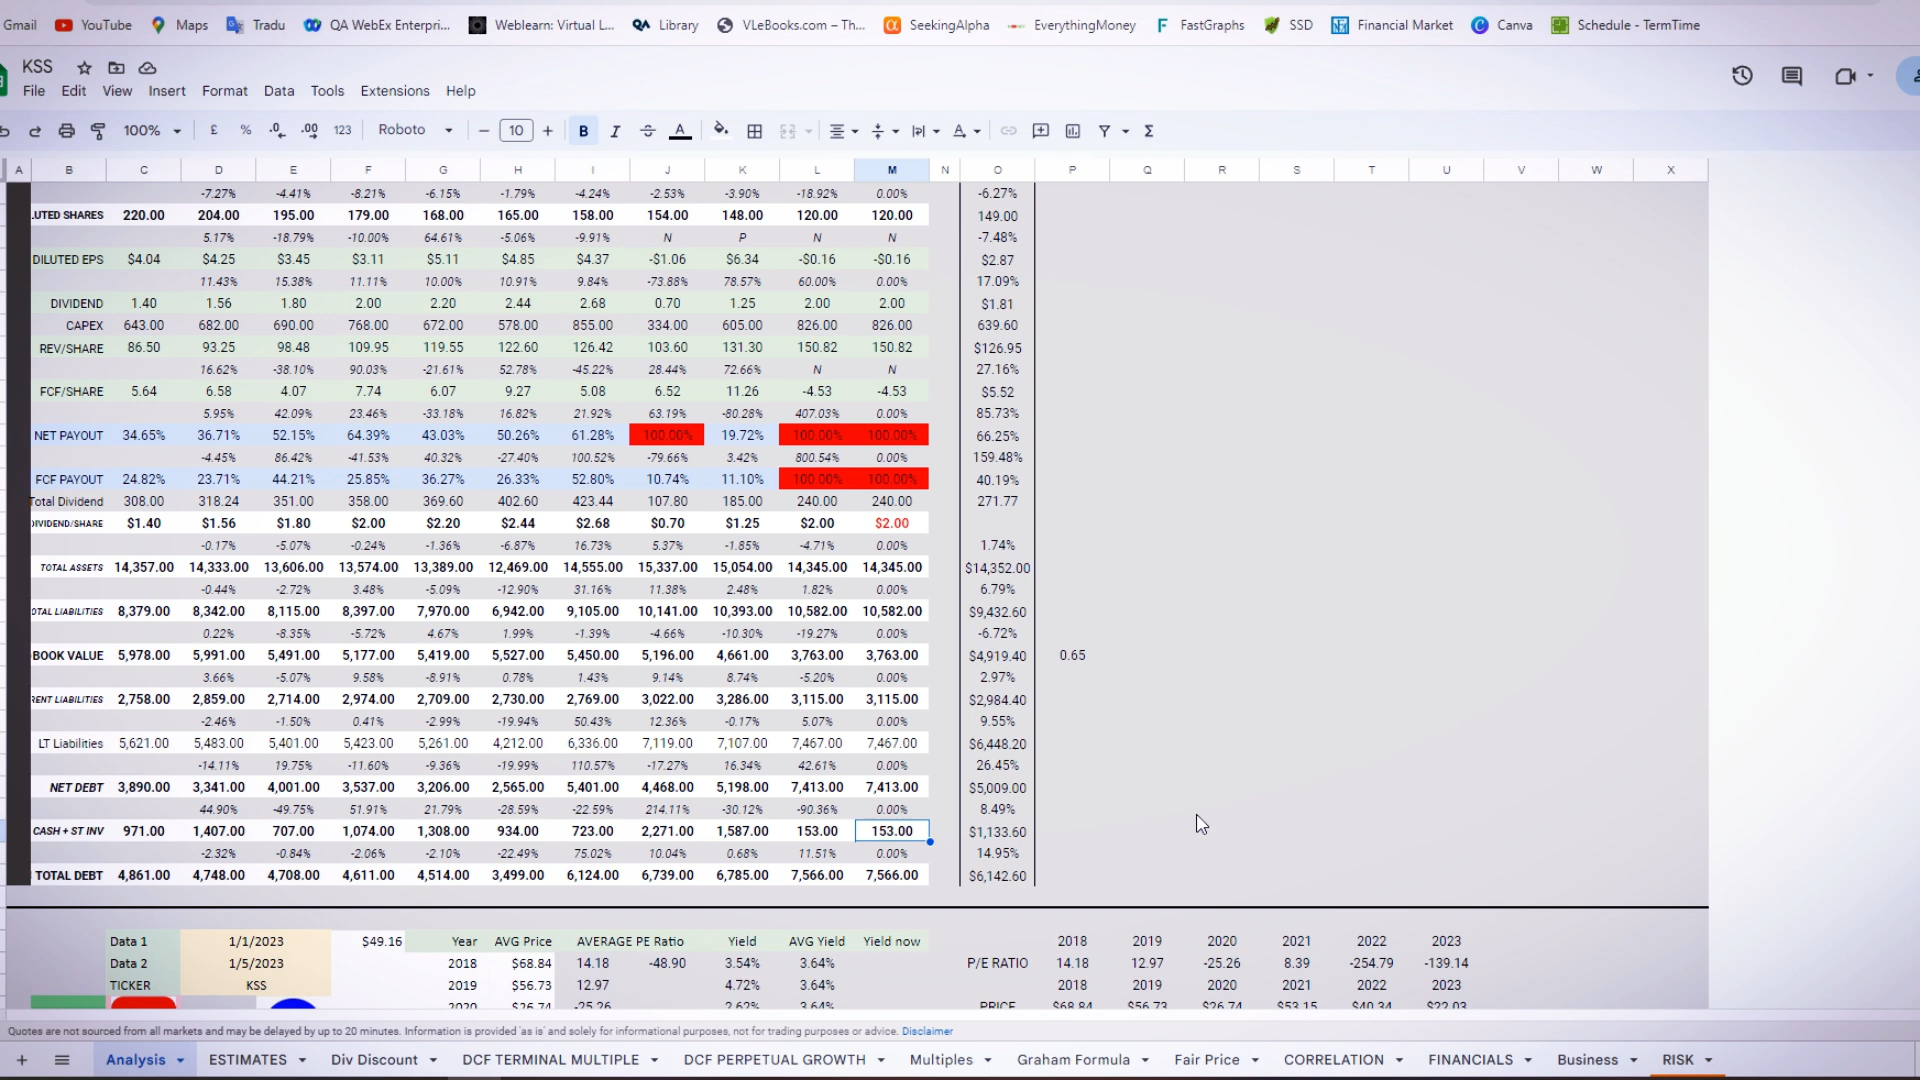 Gmail YouTube Maps Tradu QA WebEx Enterpri... Weblearn: Virtual L... QA Library VLeBooks.com – Th... SeekingAlpha EverythingMoney F FastGraphs SSD Financial Market Canva Schedule - TermTime
KSS
File Edit View Insert Format Data Tools Extensions Help
100% £ % .0 .00 123 Roboto − 10 + B I A Σ
A B C D E F G H I J K L M N O P Q R S T U V W X
-7.27% -4.41% -8.21% -6.15% -1.79% -4.24% -2.53% -3.90% -18.92% 0.00% -6.27%
LUTED SHARES 220.00 204.00 195.00 179.00 168.00 165.00 158.00 154.00 148.00 120.00 120.00 149.00
5.17% -18.79% -10.00% 64.61% -5.06% -9.91% N P N N -7.48%
DILUTED EPS $4.04 $4.25 $3.45 $3.11 $5.11 $4.85 $4.37 -$1.06 $6.34 -$0.16 -$0.16 $2.87
11.43% 15.38% 11.11% 10.00% 10.91% 9.84% -73.88% 78.57% 60.00% 0.00% 17.09%
DIVIDEND 1.40 1.56 1.80 2.00 2.20 2.44 2.68 0.70 1.25 2.00 2.00 $1.81
CAPEX 643.00 682.00 690.00 768.00 672.00 578.00 855.00 334.00 605.00 826.00 826.00 639.60
REV/SHARE 86.50 93.25 98.48 109.95 119.55 122.60 126.42 103.60 131.30 150.82 150.82 $126.95
16.62% -38.10% 90.03% -21.61% 52.78% -45.22% 28.44% 72.66% N N 27.16%
FCF/SHARE 5.64 6.58 4.07 7.74 6.07 9.27 5.08 6.52 11.26 -4.53 -4.53 $5.52
5.95% 42.09% 23.46% -33.18% 16.82% 21.92% 63.19% -80.28% 407.03% 0.00% 85.73%
NET PAYOUT 34.65% 36.71% 52.15% 64.39% 43.03% 50.26% 61.28% 100.00% 19.72% 100.00% 100.00% 66.25%
-4.45% 86.42% -41.53% 40.32% -27.40% 100.52% -79.66% 3.42% 800.54% 0.00% 159.48%
FCF PAYOUT 24.82% 23.71% 44.21% 25.85% 36.27% 26.33% 52.80% 10.74% 11.10% 100.00% 100.00% 40.19%
Total Dividend 308.00 318.24 351.00 358.00 369.60 402.60 423.44 107.80 185.00 240.00 240.00 271.77
DIVIDEND/SHARE $1.40 $1.56 $1.80 $2.00 $2.20 $2.44 $2.68 $0.70 $1.25 $2.00 $2.00
-0.17% -5.07% -0.24% -1.36% -6.87% 16.73% 5.37% -1.85% -4.71% 0.00% 1.74%
TOTAL ASSETS 14,357.00 14,333.00 13,606.00 13,574.00 13,389.00 12,469.00 14,555.00 15,337.00 15,054.00 14,345.00 14,345.00 $14,352.00
-0.44% -2.72% 3.48% -5.09% -12.90% 31.16% 11.38% 2.48% 1.82% 0.00% 6.79%
OTAL LIABILITIES 8,379.00 8,342.00 8,115.00 8,397.00 7,970.00 6,942.00 9,105.00 10,141.00 10,393.00 10,582.00 10,582.00 $9,432.60
0.22% -8.35% -5.72% 4.67% 1.99% -1.39% -4.66% -10.30% -19.27% 0.00% -6.72%
BOOK VALUE 5,978.00 5,991.00 5,491.00 5,177.00 5,419.00 5,527.00 5,450.00 5,196.00 4,661.00 3,763.00 3,763.00 $4,919.40 0.65
3.66% -5.07% 9.58% -8.91% 0.78% 1.43% 9.14% 8.74% -5.20% 0.00% 2.97%
RENT LIABILITIES 2,758.00 2,859.00 2,714.00 2,974.00 2,709.00 2,730.00 2,769.00 3,022.00 3,286.00 3,115.00 3,115.00 $2,984.40
-2.46% -1.50% 0.41% -2.99% -19.94% 50.43% 12.36% -0.17% 5.07% 0.00% 9.55%
LT Liabilities 5,621.00 5,483.00 5,401.00 5,423.00 5,261.00 4,212.00 6,336.00 7,119.00 7,107.00 7,467.00 7,467.00 $6,448.20
-14.11% 19.75% -11.60% -9.36% -19.99% 110.57% -17.27% 16.34% 42.61% 0.00% 26.45%
NET DEBT 3,890.00 3,341.00 4,001.00 3,537.00 3,206.00 2,565.00 5,401.00 4,468.00 5,198.00 7,413.00 7,413.00 $5,009.00
44.90% -49.75% 51.91% 21.79% -28.59% -22.59% 214.11% -30.12% -90.36% 0.00% 8.49%
CASH + ST INV 971.00 1,407.00 707.00 1,074.00 1,308.00 934.00 723.00 2,271.00 1,587.00 153.00 153.00 $1,133.60
-2.32% -0.84% -2.06% -2.10% -22.49% 75.02% 10.04% 0.68% 11.51% 0.00% 14.95%
TOTAL DEBT 4,861.00 4,748.00 4,708.00 4,611.00 4,514.00 3,499.00 6,124.00 6,739.00 6,785.00 7,566.00 7,566.00 $6,142.60
Data 1 1/1/2023 $49.16 Year AVG Price AVERAGE PE Ratio Yield AVG Yield Yield now 2018 2019 2020 2021 2022 2023
Data 2 1/5/2023 2018 $68.84 14.18 -48.90 3.54% 3.64% P/E RATIO 14.18 12.97 -25.26 8.39 -254.79 -139.14
TICKER KSS 2019 $56.73 12.97 4.72% 3.64% 2018 2019 2020 2021 2022 2023
2020 $26.74 -25.26 2.62% 3.64% PRICE $68.84 $56.73 $26.74 $53.15 $40.34 $22.03
Quotes are not sourced from all markets and may be delayed by up to 20 minutes. Information is provided 'as is' and solely for informational purposes, not for trading purposes or advice. Disclaimer
+ Analysis ESTIMATES Div Discount DCF TERMINAL MULTIPLE DCF PERPETUAL GROWTH Multiples Graham Formula Fair Price CORRELATION FINANCIALS Business RISK